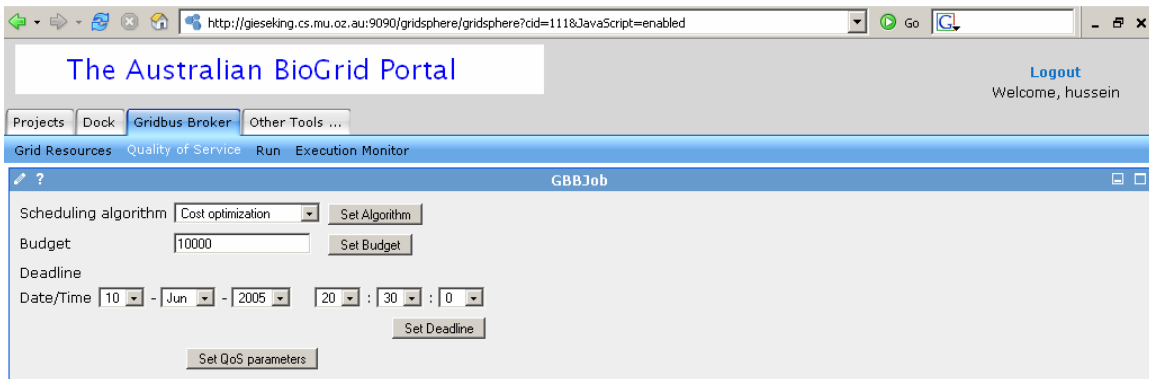 http://gieseking.cs.mu.oz.au:9090/gridsphere/gridsphere?cid=111&JavaScript=enabled Go G
The Australian BioGrid Portal
Logout
Welcome, hussein
Projects Dock Gridbus Broker Other Tools ...
Grid Resources Quality of Service Run Execution Monitor
? GBBJob
Scheduling algorithm Cost optimization Set Algorithm
Budget 10000 Set Budget
Deadline
Date/Time 10 - Jun - 2005 20 : 30 : 0
Set Deadline
Set QoS parameters